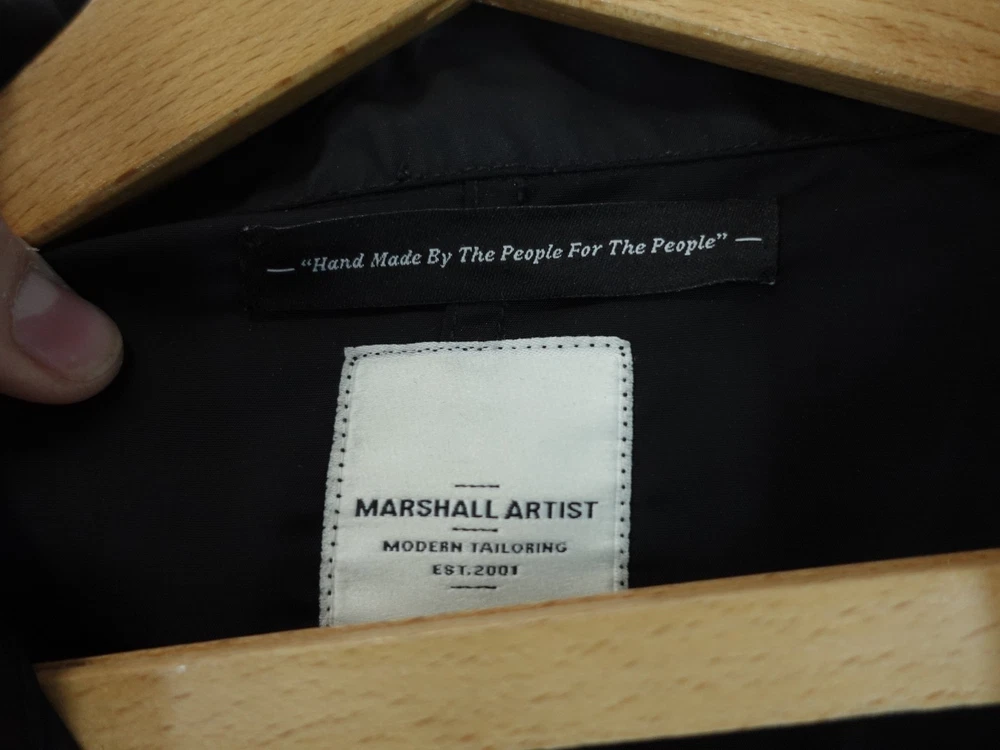 — “Hand Made By The People For The People” —
MARSHALL ARTIST
MODERN TAILORING
EST.2001